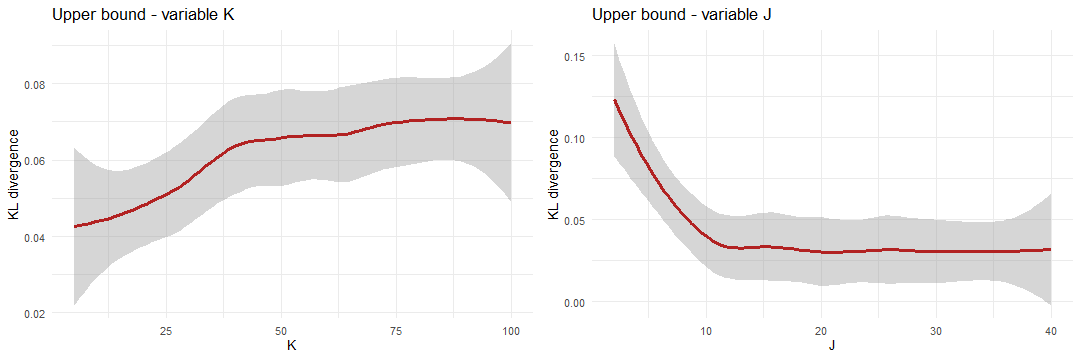 Upper bound - variable K
KL divergence
0.08
0.06
0.04
0.02
25
50
75
100
K
Upper bound - variable J
KL divergence
0.15
0.10
0.05
0.00
10
20
30
40
J